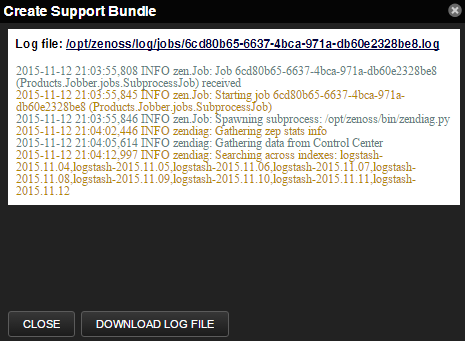 Create Support Bundle
Log file: /opt/zenoss/log/jobs/6cd80b65-6637-4bca-971a-db60e2328be8.log
2015-11-12 21:03:55,808 INFO zen.Job: Job 6cd80b65-6637-4bca-971a-db60e2328be8
(Products.Jobber.jobs.SubprocessJob) received
2015-11-12 21:03:55,845 INFO zen.Job: Starting job 6cd80b65-6637-4bca-971a-
db60e2328be8 (Products.Jobber.jobs.SubprocessJob)
2015-11-12 21:03:55,846 INFO zen.Job: Spawning subprocess: /opt/zenoss/bin/zendiag.py
2015-11-12 21:04:02,446 INFO zendiag: Gathering zep stats info
2015-11-12 21:04:05,614 INFO zendiag: Gathering data from Control Center
2015-11-12 21:04:12,997 INFO zendiag: Searching across indexes: logstash-
2015.11.04,logstash-2015.11.05,logstash-2015.11.06,logstash-2015.11.07,logstash-
2015.11.08,logstash-2015.11.09,logstash-2015.11.10,logstash-2015.11.11,logstash-
2015.11.12
CLOSE
DOWNLOAD LOG FILE